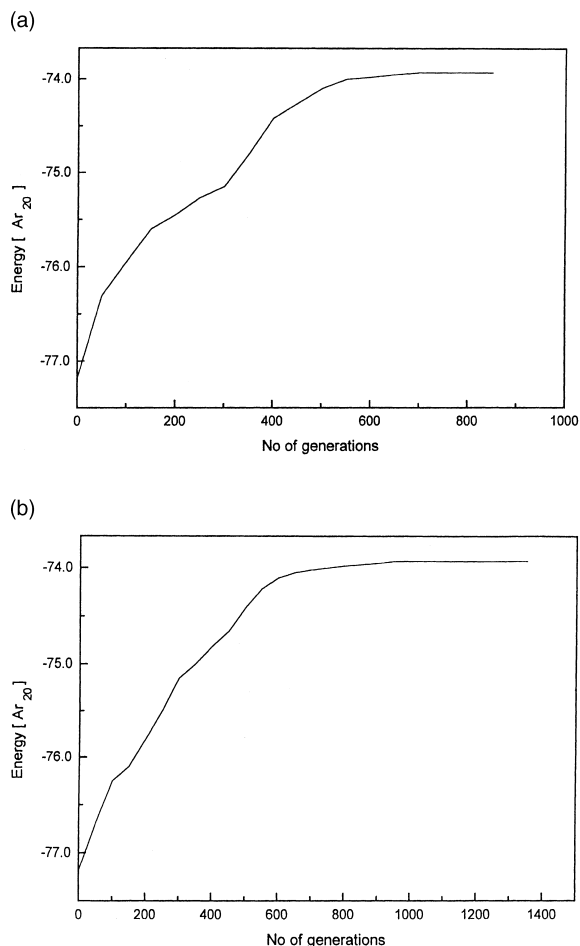 (a)
-74.0
-75.0
-76.0
-77.0
Energy [ Ar20 ]
0 200 400 600 800 1000
No of generations
(b)
-74.0
-75.0
-76.0
-77.0
Energy [ Ar20 ]
0 200 400 600 800 1000 1200 1400
No of generations